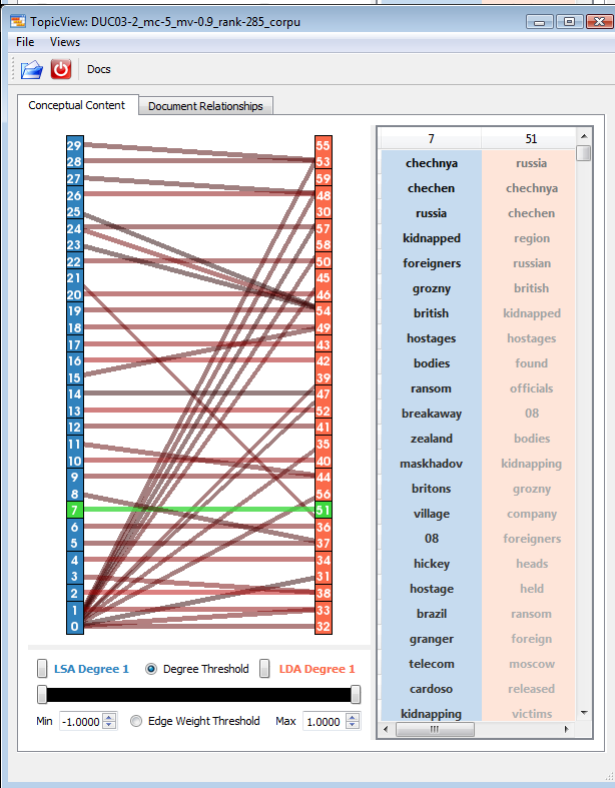 TopicView: DUC03-2_mc-5_mv-0.9_rank-285_corpu
File Views
Docs
Conceptual Content Document Relationships
29 55
28 53
27 59
26 48
25 30
24 57
23 58
22 50
21 45
20 46
19 54
18 49
17 43
16 42
15 39
14 47
13 52
12 41
11 35
10 40
9 44
8 56
7 51
6 36
5 37
4 34
3 31
2 38
1 33
0 32
7 51
chechnya russia
chechen chechnya
russia chechen
kidnapped region
foreigners russian
grozny british
british kidnapped
hostages hostages
bodies found
ransom officials
breakaway 08
zealand bodies
maskhadov kidnapping
britons grozny
village company
08 foreigners
hickey heads
hostage held
brazil ransom
granger foreign
telecom moscow
cardoso released
kidnapping victims
LSA Degree 1 Degree Threshold LDA Degree 1
Min -1.0000 Edge Weight Threshold Max 1.0000